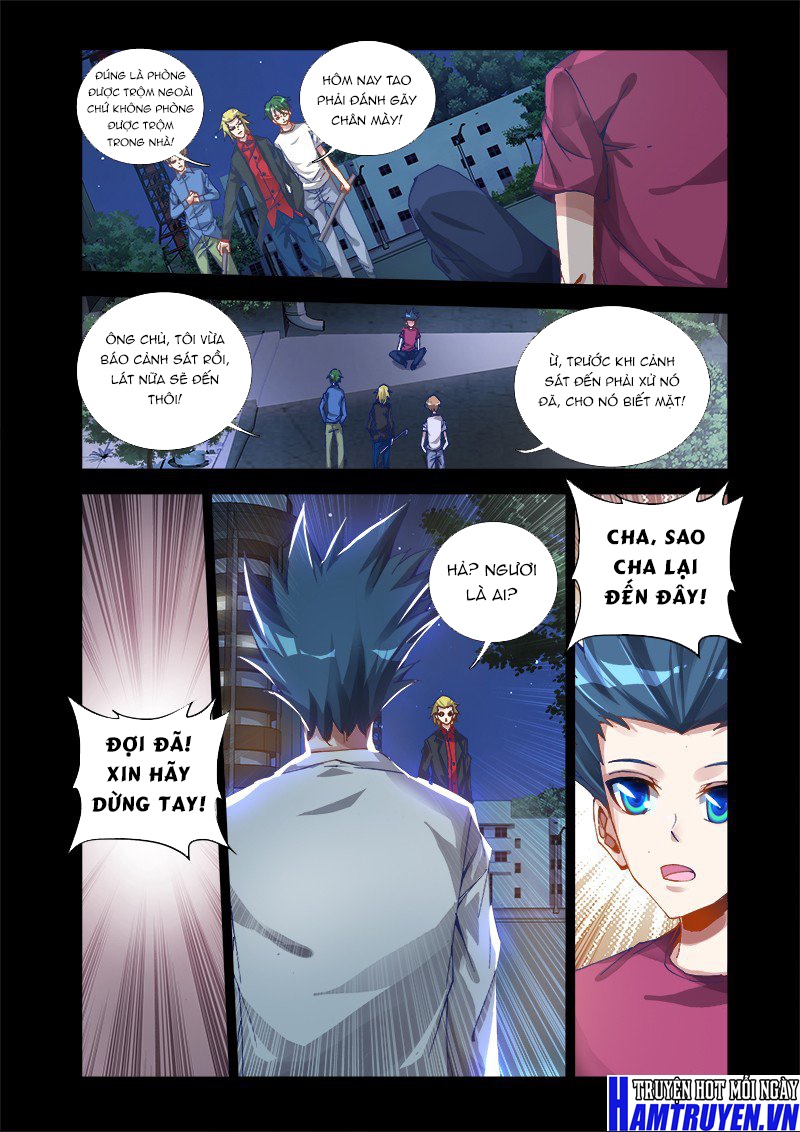 ĐÚNG LÀ PHÒNG
ĐƯỢC TRỘM NGOÀI
CHỨ KHÔNG PHÒNG
ĐƯỢC TRỘM
TRONG NHÀ!
HÔM NAY TAO
PHẢI ĐÁNH GÃY
CHÂN MÀY!
ÔNG CHỦ, TÔI VỪA
BÁO CẢNH SÁT RỒI,
LÁT NỮA SẼ ĐẾN
THÔI!
Ừ, TRƯỚC KHI CẢNH
SÁT ĐẾN PHẢI XỬ NÓ
ĐÃ, CHO NÓ BIẾT MẶT!
ĐỢI ĐÃ!
XIN HÃY
DỪNG TAY!
HẢ? NGƯƠI
LÀ AI?
CHA, SAO
CHA LẠI
ĐẾN ĐÂY!
TRUYỆN HOT MỖI NGÀY
HAMTRUYEN.VN